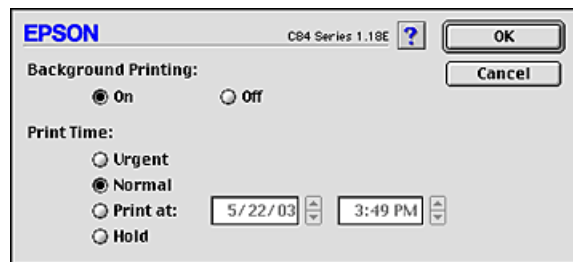 EPSON C84 Series 1.18E ? OK
Background Printing: Cancel
On Off
Print Time:
Urgent
Normal
Print at: 5/22/03 3:49 PM
Hold